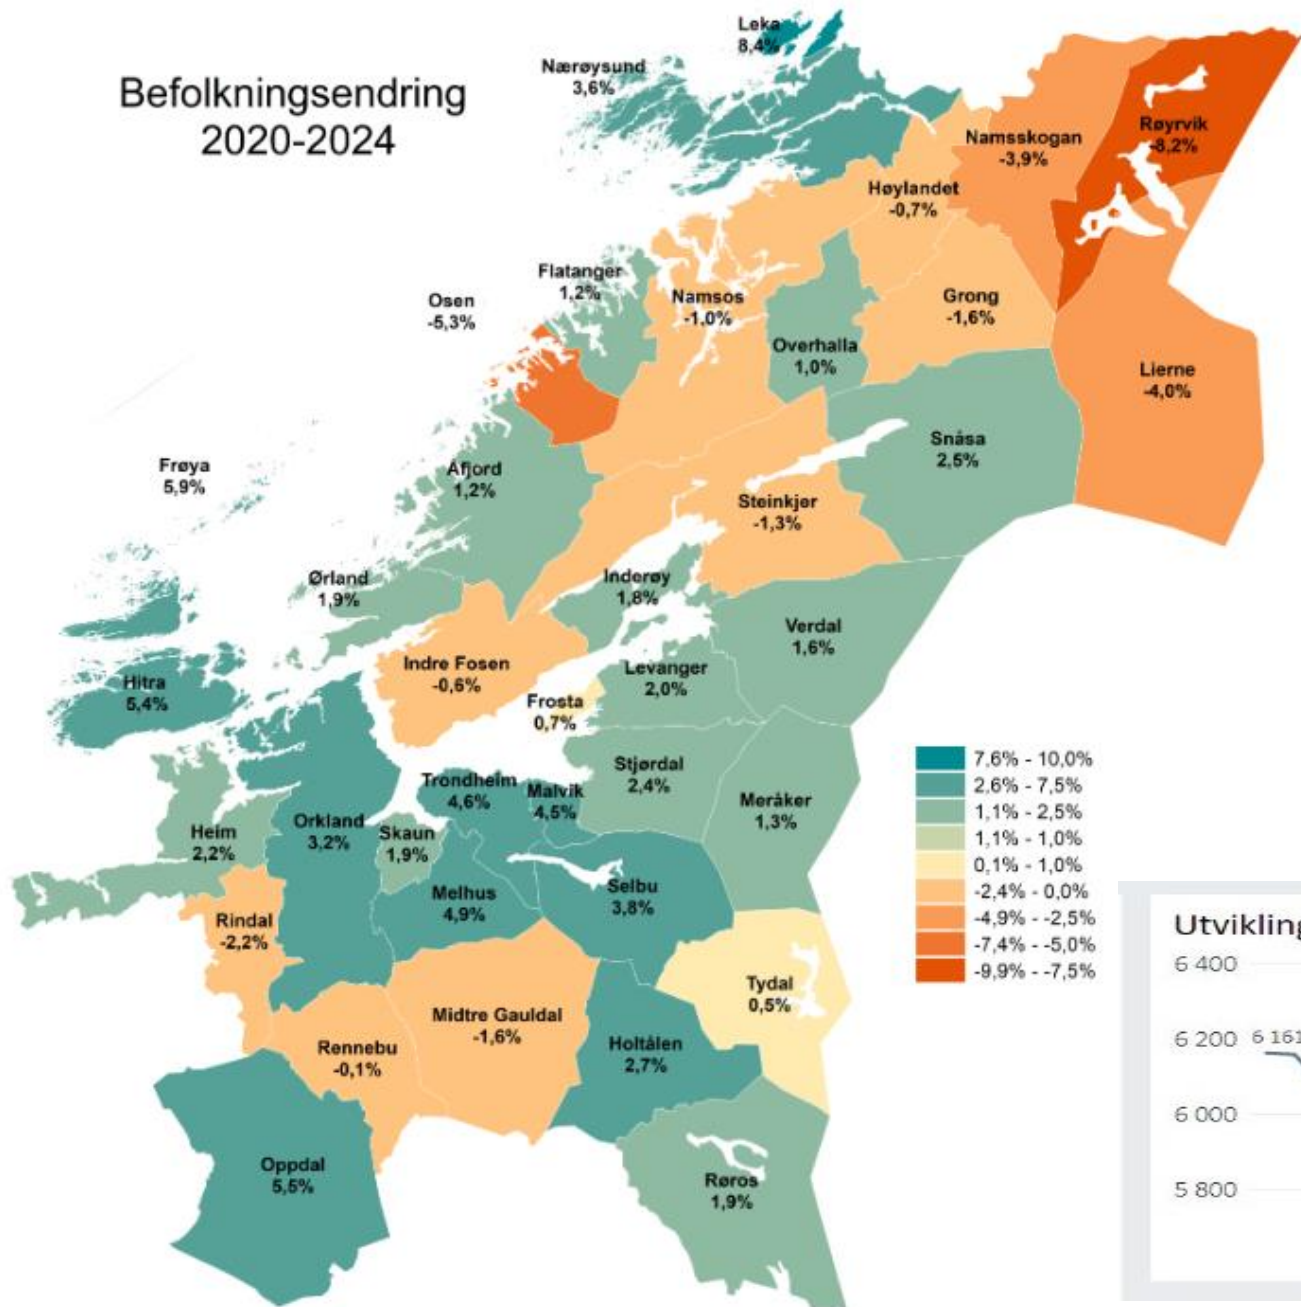 Befolkningsendring
2020-2024
Leka
8,4%
Nærøysund
3,6%
Namsskogan
-3,9%
Røyrvik
-8,2%
Høylandet
-0,7%
Flatanger
1,2%
Osen
-5,3%
Namsos
-1,0%
Grong
-1,6%
Overhalla
1,0%
Lierne
-4,0%
Snåsa
2,5%
Frøya
5,9%
Åfjord
1,2%
Steinkjer
-1,3%
Ørland
1,9%
Inderøy
1,8%
Verdal
1,6%
Indre Fosen
-0,6%
Levanger
2,0%
Hitra
5,4%
Frosta
0,7%
Stjørdal
2,4%
Trondheim
4,6%
Malvik
4,5%
Meråker
1,3%
Orkland
3,2%
Skaun
1,9%
Heim
2,2%
Melhus
4,9%
Selbu
3,8%
Rindal
-2,2%
Tydal
0,5%
Midtre Gauldal
-1,6%
Holtålen
2,7%
Rennebu
-0,1%
Oppdal
5,5%
Røros
1,9%
7,6% - 10,0%
2,6% - 7,5%
1,1% - 2,5%
1,1% - 1,0%
0,1% - 1,0%
-2,4% - 0,0%
-4,9% - -2,5%
-7,4% - -5,0%
-9,9% - -7,5%
Utvikling
6 400
6 200 6 161
6 000
5 800